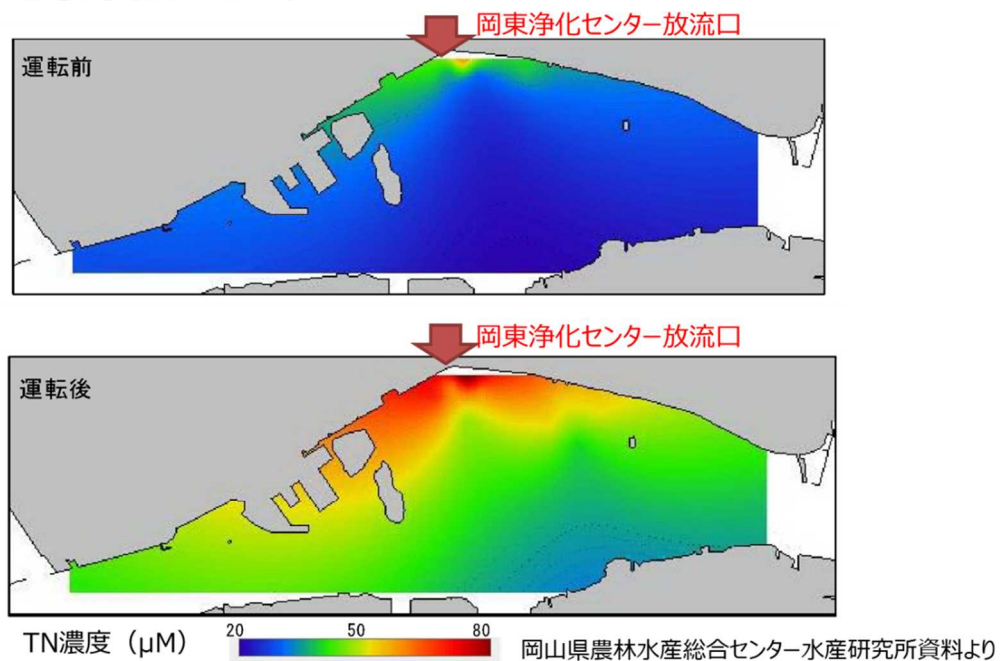 岡東浄化センター放流口
運転前
岡東浄化センター放流口
運転後
TN濃度（μM）
20 50 80
岡山県農林水産総合センター水産研究所資料より